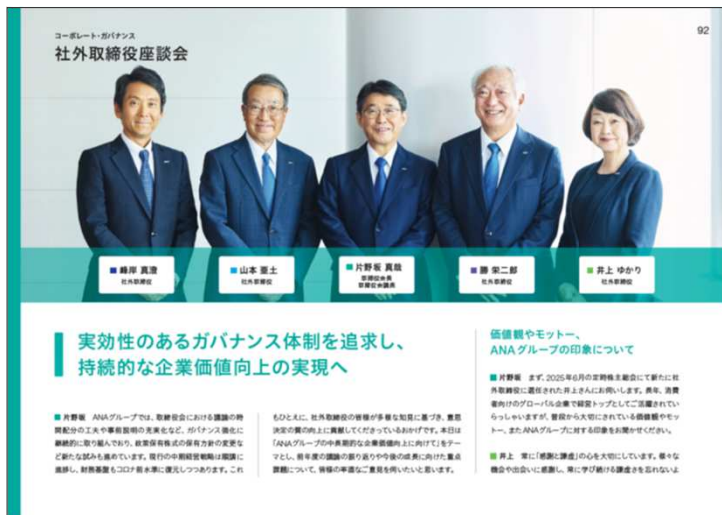 コーポレート・ガバナンス
社外取締役座談会
92
峰岸 真澄
社外取締役
山本 亜土
社外取締役
片野坂 真哉
取締役会長
取締役会議長
勝 栄二郎
社外取締役
井上 ゆかり
社外取締役
実効性のあるガバナンス体制を追求し、
持続的な企業価値向上の実現へ
片野坂 ANAグループでは、取締役会における議論の時
間配分の工夫や事前説明の充実化など、ガバナンス強化に
継続的に取り組んでおり、政策保有株式の保有方針の変更な
ど新たな試みも進めています。現行の中期経営戦略は順調に
進捗し、財務基盤もコロナ前水準に復元しつつあります。これ
もひとえに、社外取締役の皆様が多様な知見に基づき、意思
決定の質の向上に貢献してくださっているおかげです。本日は
「ANAグループの中長期的な企業価値向上に向けて」をテー
マとし、前年度の議論の振り返りや今後の成長に向けた重点
課題について、皆様の率直なご意見を伺いたいと思います。
価値観やモットー、
ANAグループの印象について
片野坂 まず、2025年6月の定時株主総会にて新たに社
外取締役に選任された井上さんにお伺いします。長年、消費
者向けのグローバル企業で経営トップとしてご活躍されてい
らっしゃいますが、普段から大切にされている価値観やモッ
トー、またANAグループに対する印象をお聞かせください。
井上 常に「感謝と謙虚」の心を大切にしています。様々な
機会や出会いに感謝し、常に学び続ける謙虚さを忘れないよ